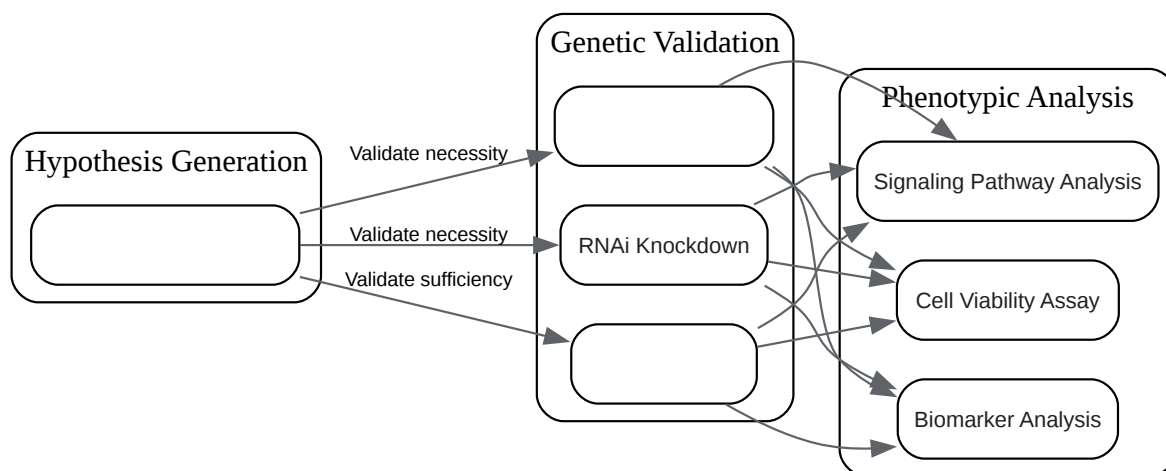 Hypothesis Generation
Validate necessity
Validate necessity
Validate sufficiency
Genetic Validation
RNAi Knockdown
Phenotypic Analysis
Signaling Pathway Analysis
Cell Viability Assay
Biomarker Analysis